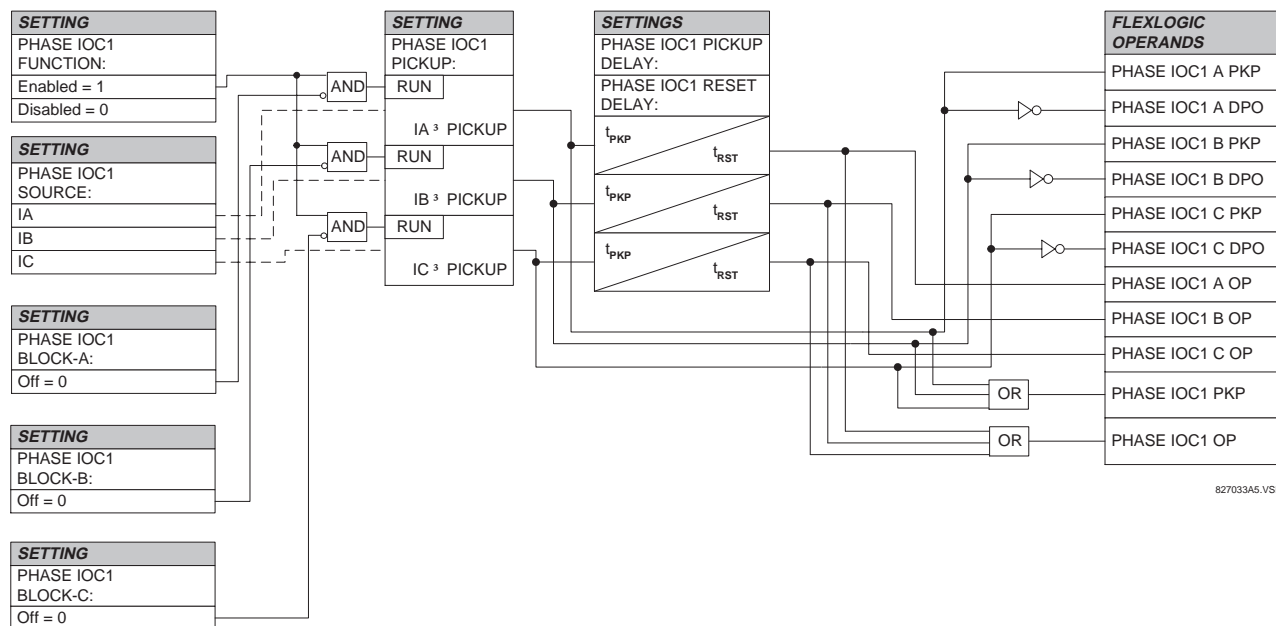 SETTING
PHASE IOC1
FUNCTION:
Enabled = 1
Disabled = 0
SETTING
PHASE IOC1
SOURCE:
IA
IB
IC
SETTING
PHASE IOC1
BLOCK-A:
Off = 0
SETTING
PHASE IOC1
BLOCK-B:
Off = 0
SETTING
PHASE IOC1
BLOCK-C:
Off = 0
AND
AND
AND
SETTING
PHASE IOC1
PICKUP:
RUN
IA ³ PICKUP
RUN
IB ³ PICKUP
RUN
IC ³ PICKUP
SETTINGS
PHASE IOC1 PICKUP
DELAY:
PHASE IOC1 RESET
DELAY:
tPKP
tRST
tPKP
tRST
tPKP
tRST
OR
OR
FLEXLOGIC
OPERANDS
PHASE IOC1 A PKP
PHASE IOC1 A DPO
PHASE IOC1 B PKP
PHASE IOC1 B DPO
PHASE IOC1 C PKP
PHASE IOC1 C DPO
PHASE IOC1 A OP
PHASE IOC1 B OP
PHASE IOC1 C OP
PHASE IOC1 PKP
PHASE IOC1 OP
827033A5.VS